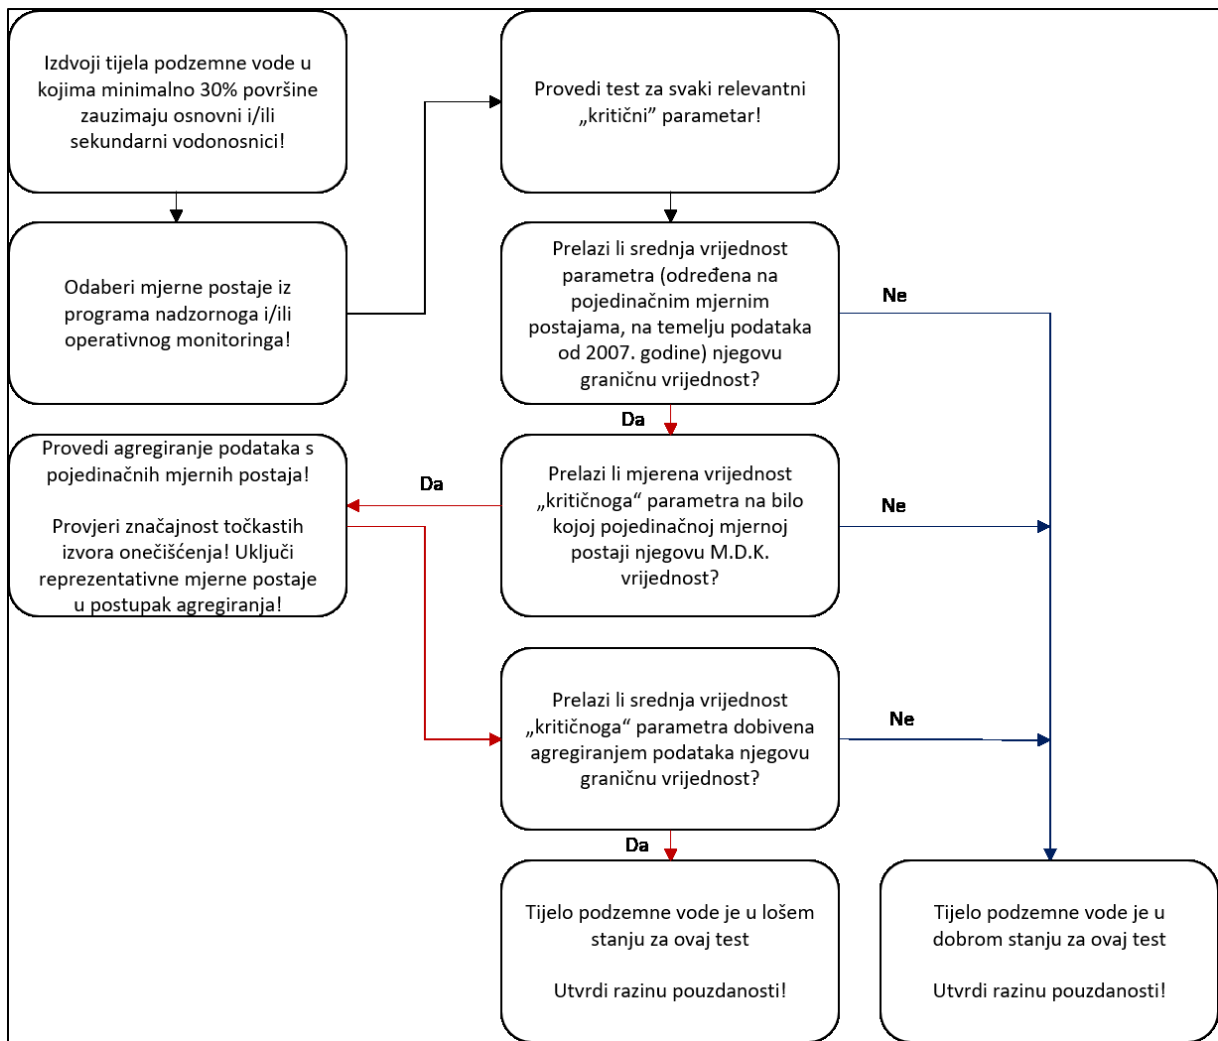 Izdvoji tijela podzemne vode u
kojima minimalno 30% površine
zauzimaju osnovni i/ili
sekundarni vodonosnici!
Odaberi mjerne postaje iz
programa nadzornoga i/ili
operativnog monitoringa!
Provedi test za svaki relevantni
„kritični” parametar!
Prelazi li srednja vrijednost
parametra (određena na
pojedinačnim mjernim
postajama, na temelju podataka
od 2007. godine) njegovu
graničnu vrijednost?
Ne
Da
Prelazi li mjerena vrijednost
„kritičnoga“ parametra na bilo
kojoj pojedinačnoj mjernoj
postaji njegovu M.D.K.
vrijednost?
Ne
Da
Provedi agregiranje podataka s
pojedinačnih mjernih postaja!
Provjeri značajnost točkastih
izvora onečišćenja! Uključi
reprezentativne mjerne postaje
u postupak agregiranja!
Prelazi li srednja vrijednost
„kritičnoga“ parametra dobivena
agregiranjem podataka njegovu
graničnu vrijednost?
Ne
Da
Tijelo podzemne vode je u lošem
stanju za ovaj test
Utvrdi razinu pouzdanosti!
Tijelo podzemne vode je u
dobrom stanju za ovaj test
Utvrdi razinu pouzdanosti!